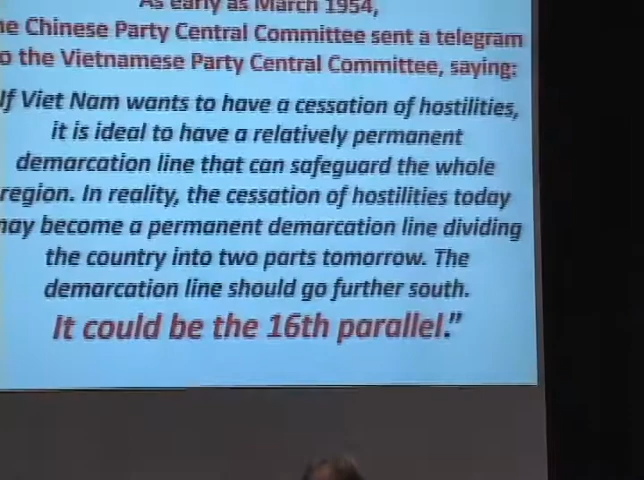 As early as March 1954,
Chinese Party Central Committee sent a telegram
the Vietnamese Party Central Committee, saying:
If Viet Nam wants to have a cessation of hostilities,
it is ideal to have a relatively permanent
demarcation line that can safeguard the whole
region. In reality, the cessation of hostilities today
may become a permanent demarcation line dividing
the country into two parts tomorrow. The
demarcation line should go further south.
It could be the 16th parallel."